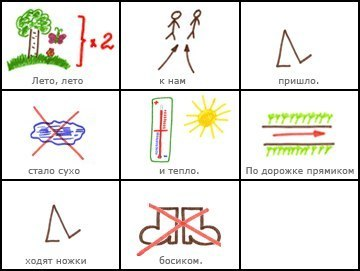 x 2
Лето, лето
к нам
пришло.
стало сухо
и тепло.
По дорожке прямиком
ходят ножки
босиком.